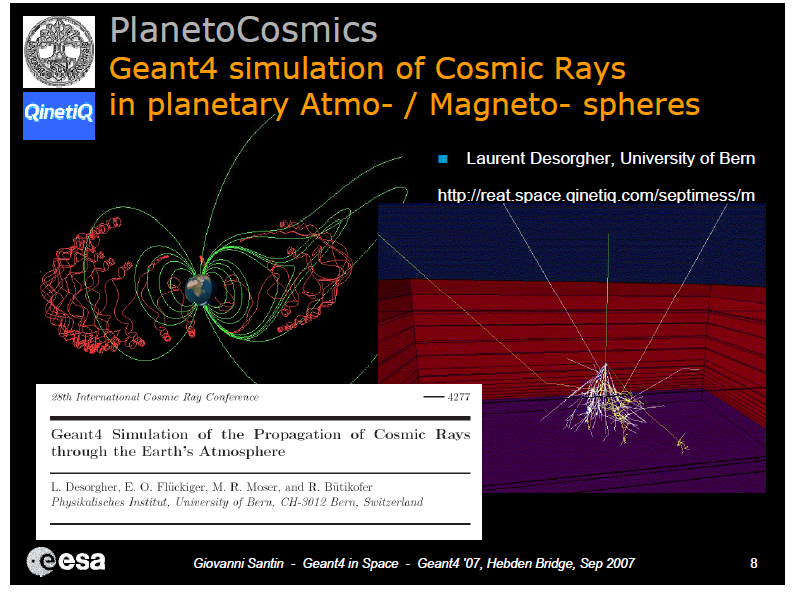 PlanetoCosmics
Geant4 simulation of Cosmic Rays
in planetary Atmo- / Magneto- spheres
QinetiQ
Laurent Desorgher, University of Bern
http://reat.space.qinetiq.com/septimess/m
28th International Cosmic Ray Conference 4277
Geant4 Simulation of the Propagation of Cosmic Rays
through the Earth's Atmosphere
L. Desorgher, E. O. Flückiger, M. R. Moser, and R. Bütikofer
Physikalisches Institut, University of Bern, CH-3012 Bern, Switzerland
esa
Giovanni Santin - Geant4 in Space - Geant4 '07, Hebden Bridge, Sep 2007 8